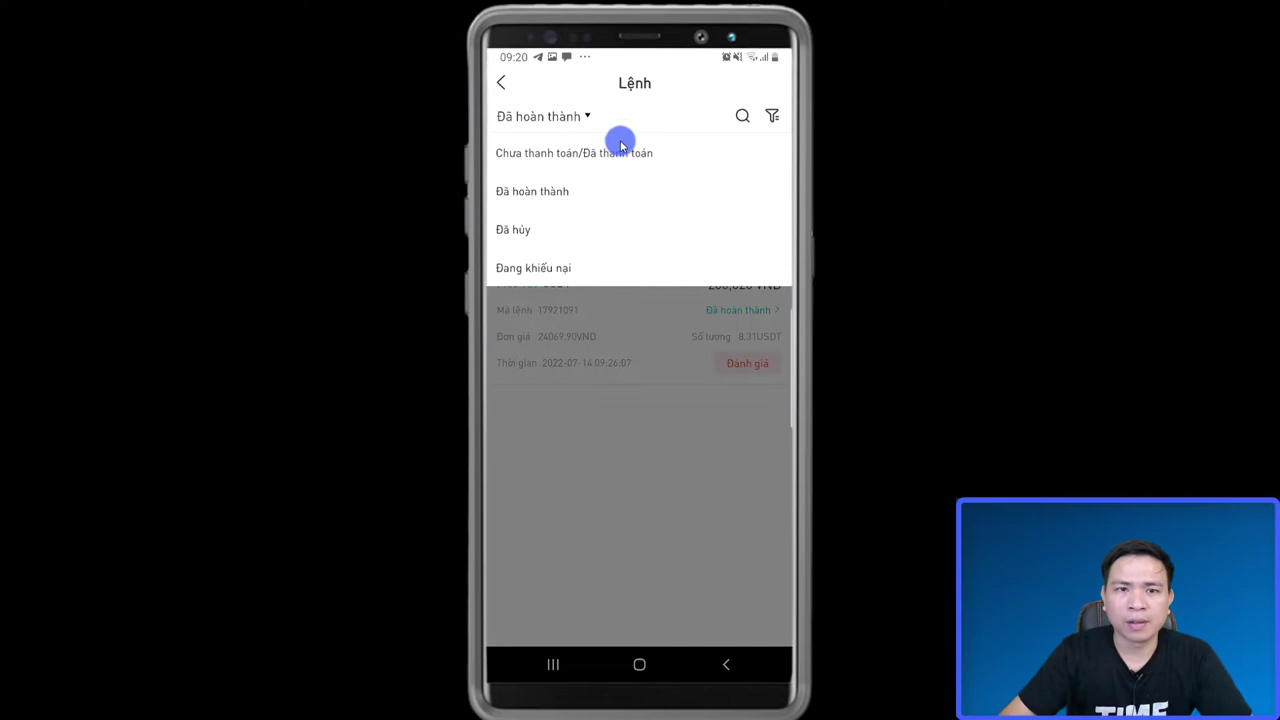 09:20
Lệnh
Đã hoàn thành
Chưa thanh toán/Đã thanh toán
Đã hoàn thành
Đã hủy
Đang khiếu nại
Mã lệnh 17921091 Đã hoàn thành >
Đơn giá 24069.90VND Số lượng 8.31USDT
Thời gian 2022-07-14 09:26:07 Đánh giá
TIME